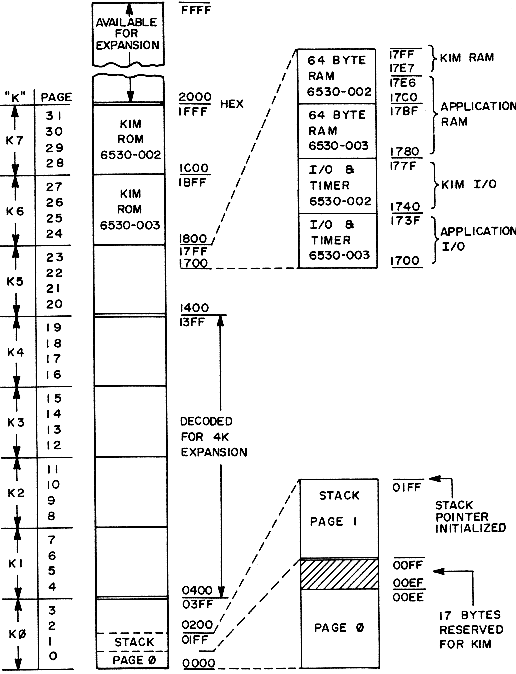 FFFF
AVAILABLE
FOR
EXPANSION
"K" PAGE
2000 HEX
1FFF
K7
31
30
29
28
KIM
ROM
6530-002
1C00
1BFF
K6
27
26
25
24
KIM
ROM
6530-003
1800
17FF
1700
K5
23
22
21
20
1400
13FF
K4
19
18
17
16
K3
15
14
13
12
DECODED
FOR 4K
EXPANSION
K2
11
10
9
8
K1
7
6
5
4
0400
03FF
KØ
3
2
1
0
0200
01FF
STACK
PAGE Ø
0000
64 BYTE
RAM
6530-002
17FF
17E7
KIM RAM
17E6
17C0
64 BYTE
RAM
6530-003
17BF
1780
APPLICATION
RAM
I/O &
TIMER
6530-002
177F
1740
KIM I/O
I/O &
TIMER
6530-003
173F
1700
APPLICATION
I/O
STACK
PAGE 1
01FF
STACK
POINTER
INITIALIZED
00FF
00EF
00EE
PAGE Ø
17 BYTES
RESERVED
FOR KIM